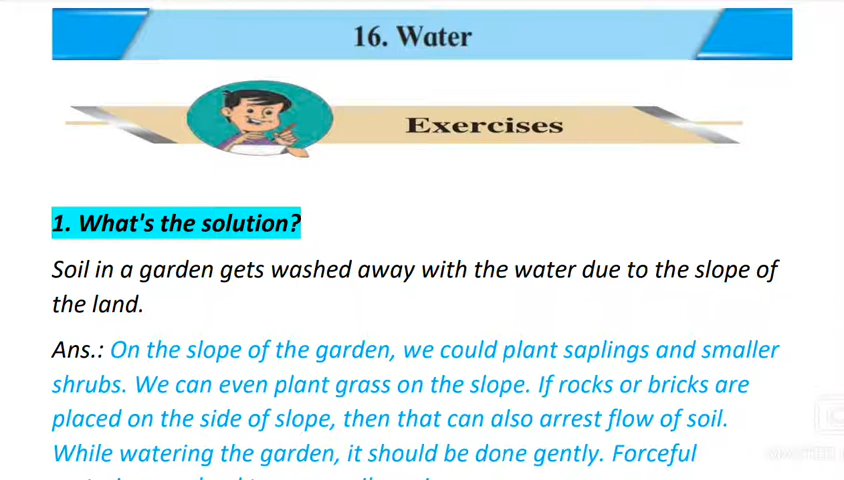 16. Water
Exercises
1. What's the solution?
Soil in a garden gets washed away with the water due to the slope of
the land.
Ans.: On the slope of the garden, we could plant saplings and smaller
shrubs. We can even plant grass on the slope. If rocks or bricks are
placed on the side of slope, then that can also arrest flow of soil.
While watering the garden, it should be done gently. Forceful